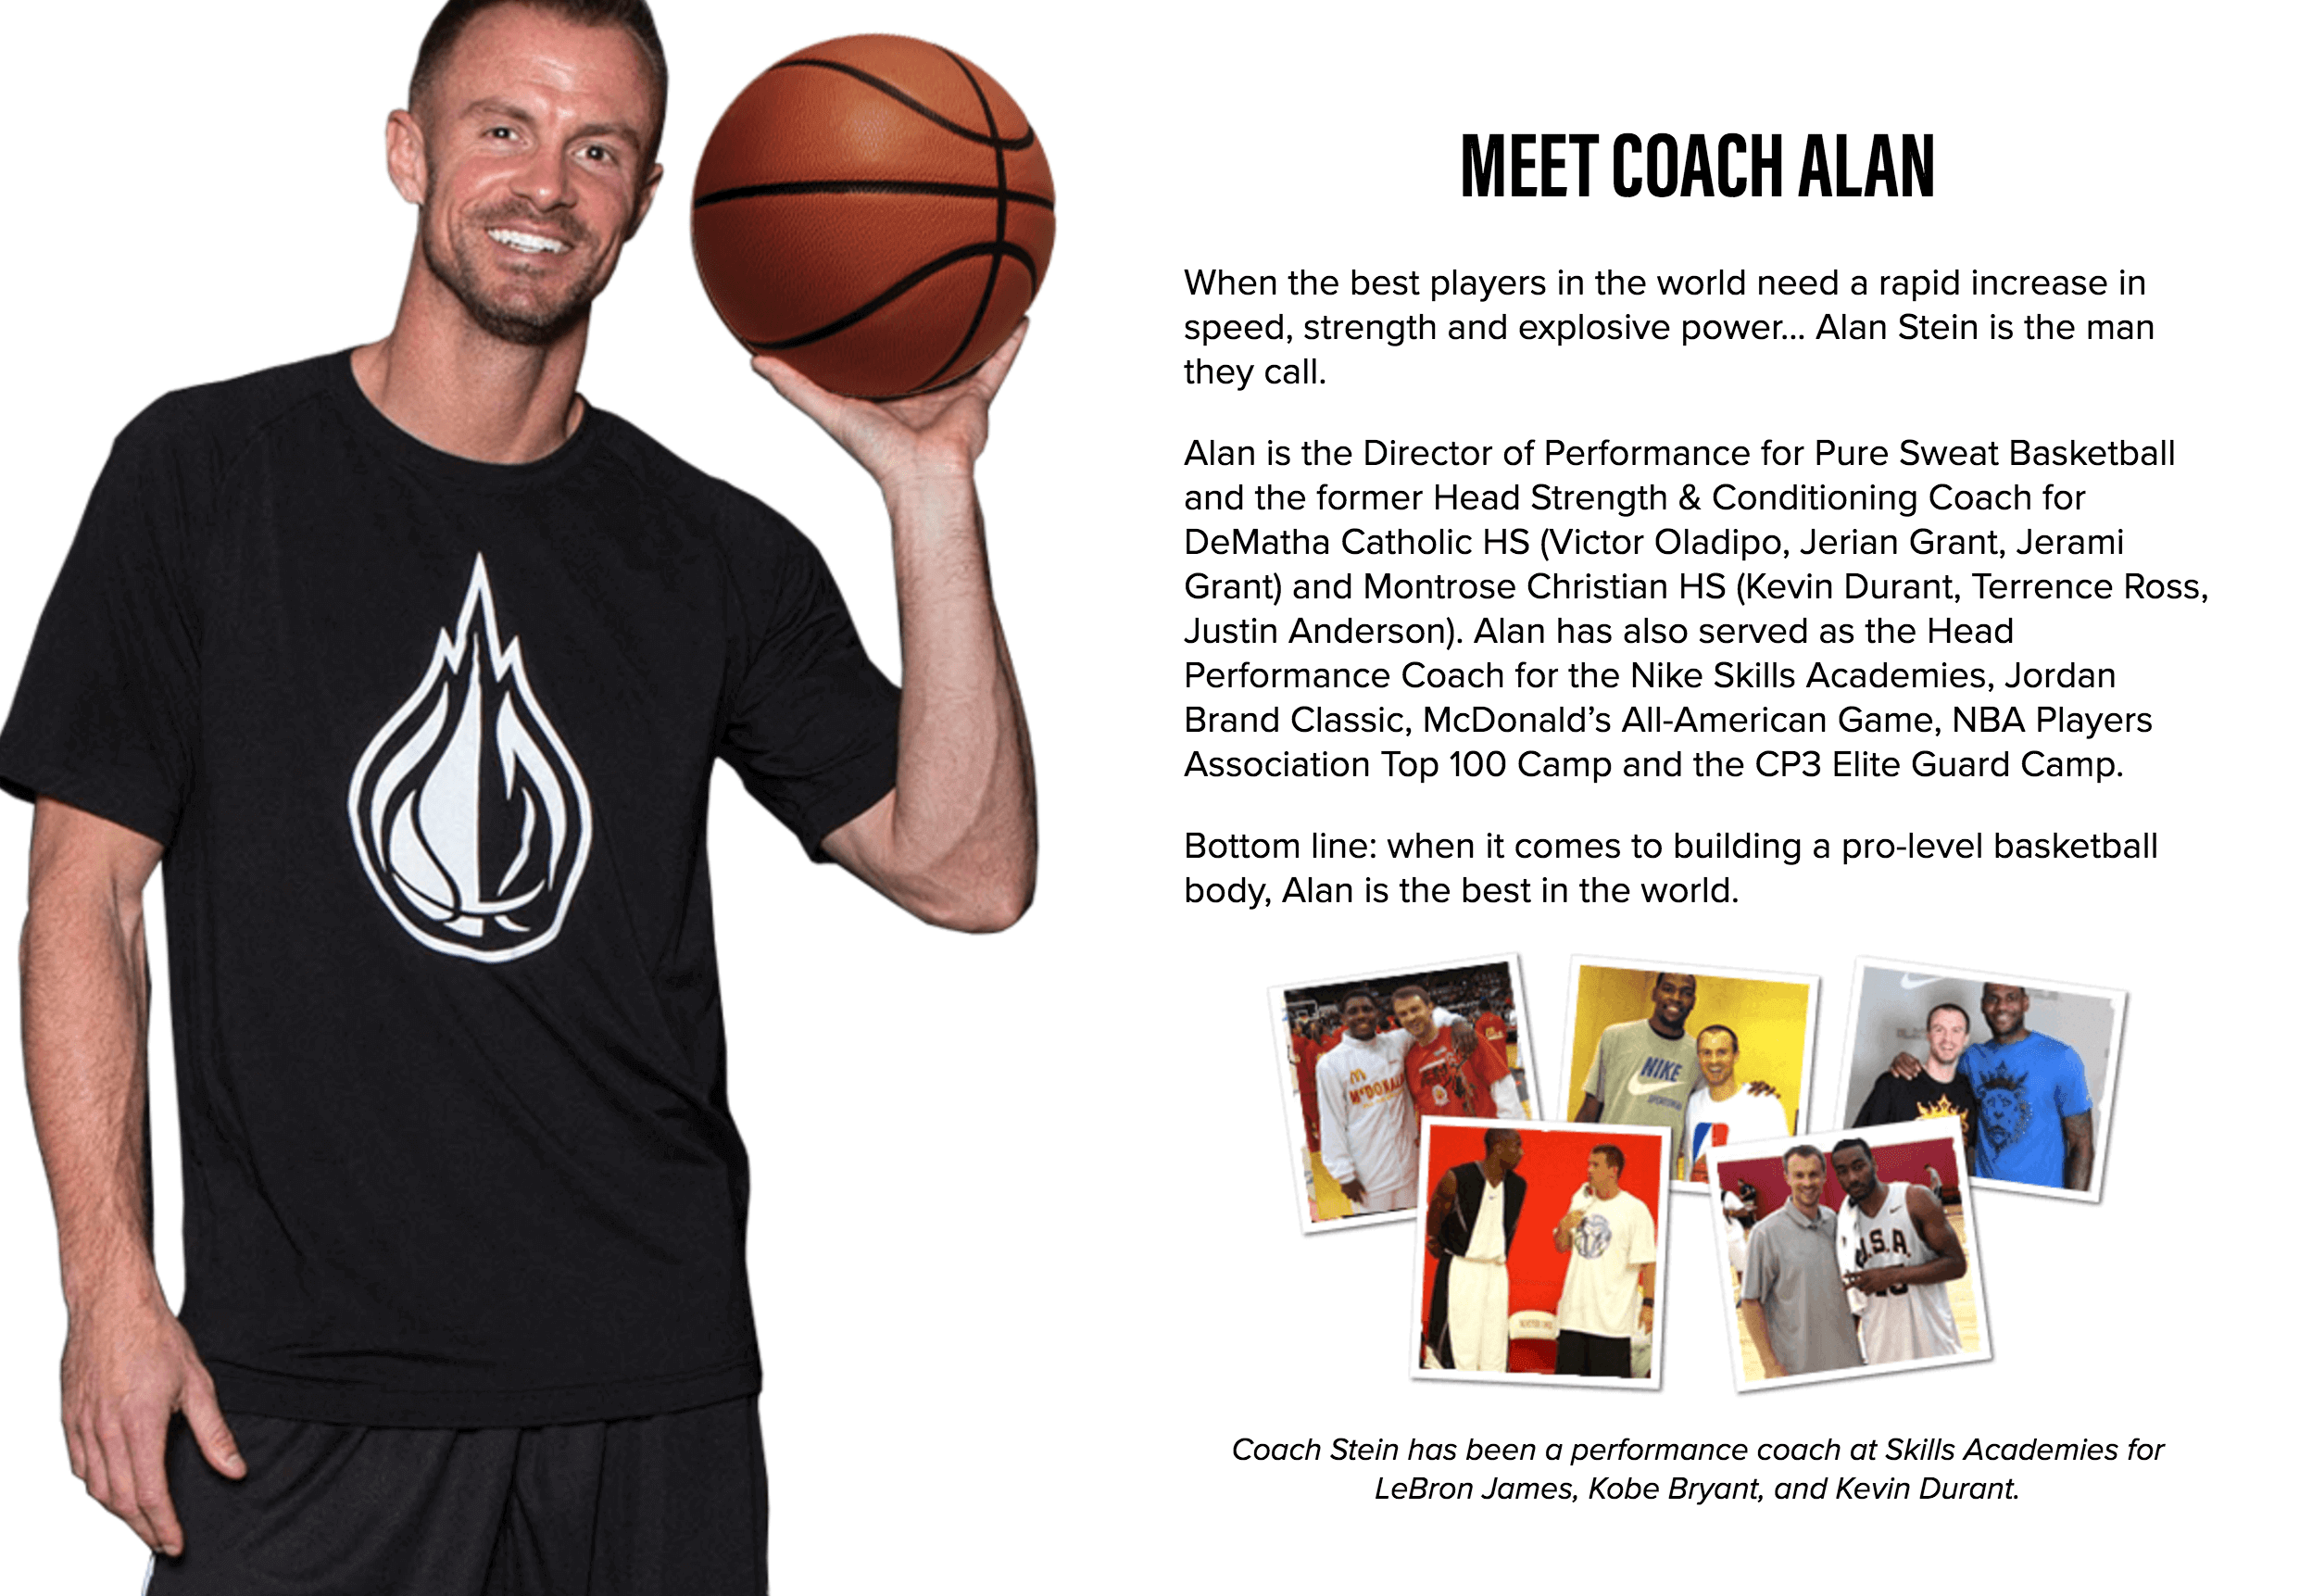 MEET COACH ALAN
When the best players in the world need a rapid increase in
speed, strength and explosive power... Alan Stein is the man
they call.
Alan is the Director of Performance for Pure Sweat Basketball
and the former Head Strength & Conditioning Coach for
DeMatha Catholic HS (Victor Oladipo, Jerian Grant, Jerami
Grant) and Montrose Christian HS (Kevin Durant, Terrence Ross,
Justin Anderson). Alan has also served as the Head
Performance Coach for the Nike Skills Academies, Jordan
Brand Classic, McDonald’s All-American Game, NBA Players
Association Top 100 Camp and the CP3 Elite Guard Camp.
Bottom line: when it comes to building a pro-level basketball
body, Alan is the best in the world.
NIKE
Coach Stein has been a performance coach at Skills Academies for
LeBron James, Kobe Bryant, and Kevin Durant.